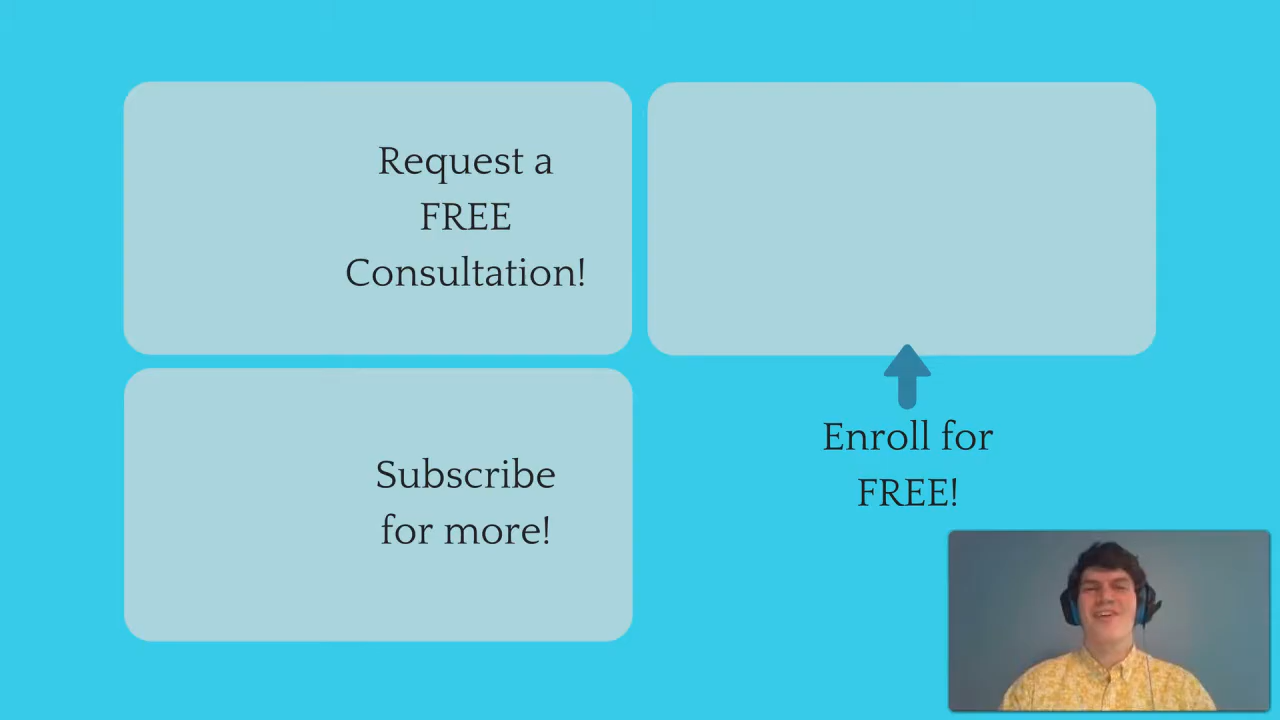 Request a
FREE
Consultation!
Subscribe
for more!
Enroll for
FREE!